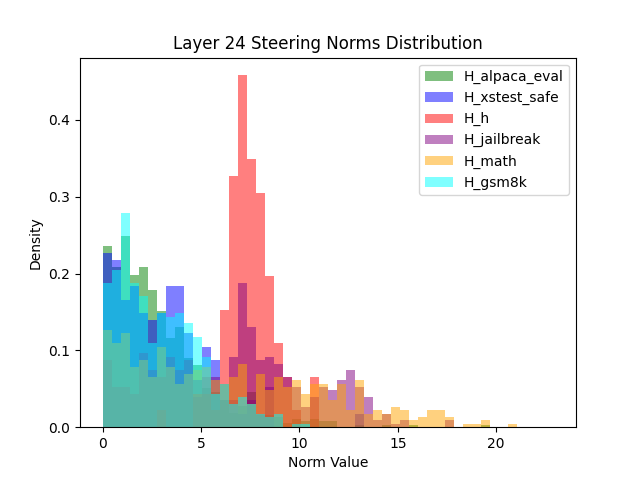 Layer 24 Steering Norms Distribution
H_alpaca_eval
H_xstest_safe
H_h
H_jailbreak
H_math
H_gsm8k
Density
0.4
0.3
0.2
0.1
0.0
0
5
10
15
20
Norm Value